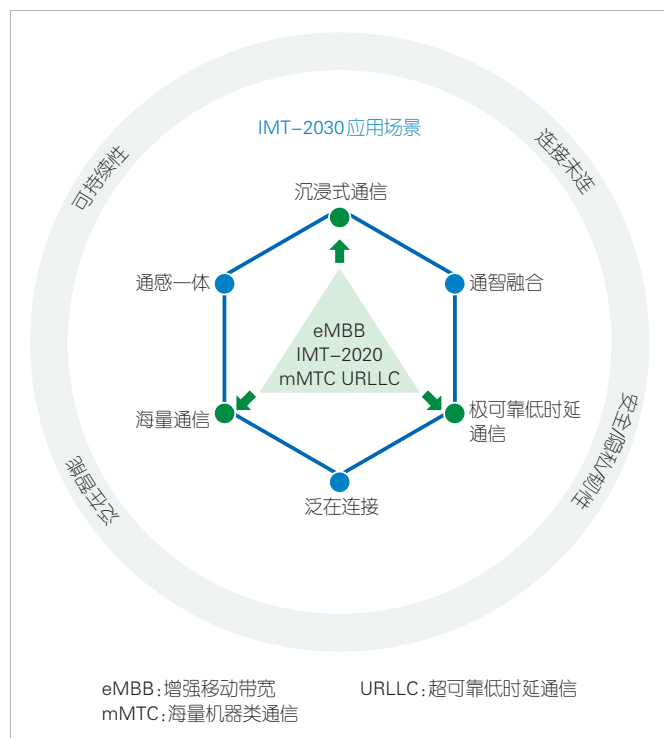 IMT-2030应用场景
可持续性
连接未连
沉浸式通信
通感一体
通智融合
eMBB
IMT-2020
mMTC URLLC
海量通信
极可靠低时延
通信
泛在连接
泛在智能
安全/隐私/韧性
eMBB:增强移动带宽
URLLC:超可靠低时延通信
mMTC:海量机器类通信